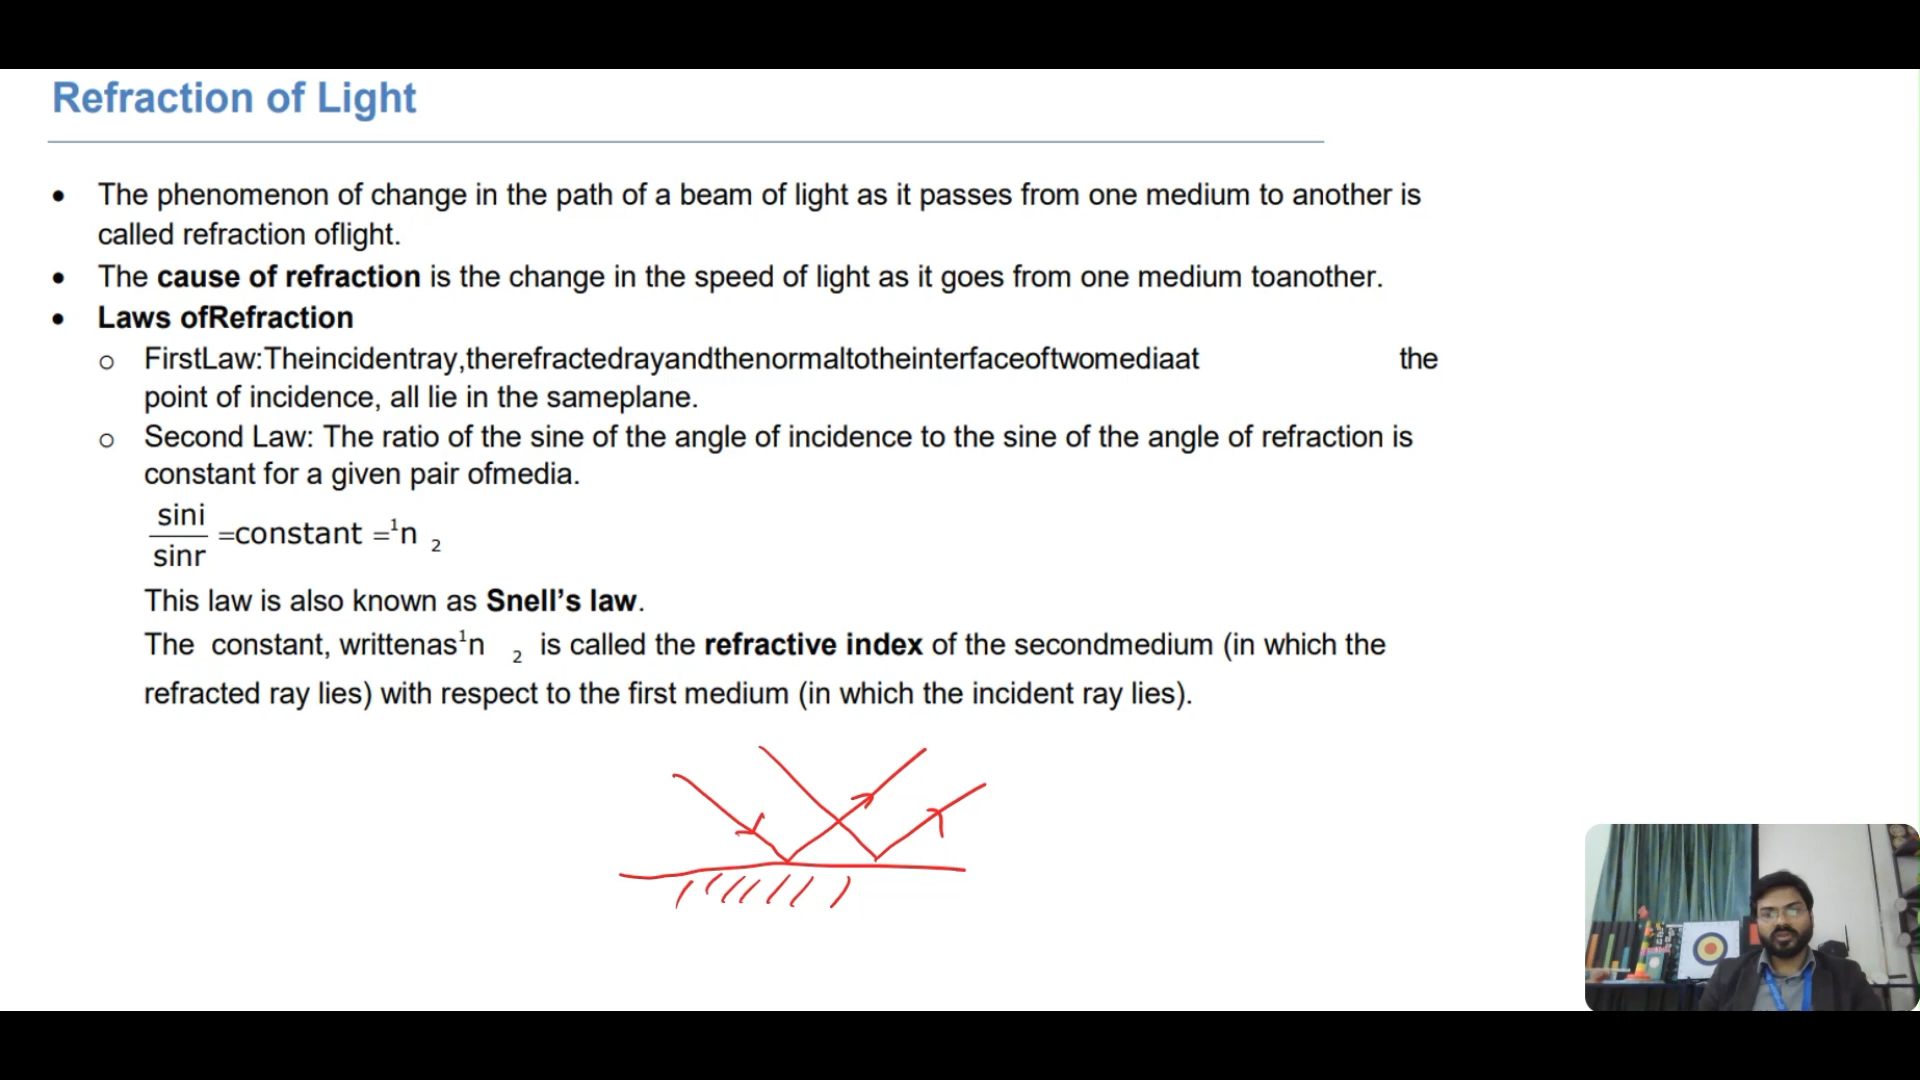 Refraction of Light
• The phenomenon of change in the path of a beam of light as it passes from one medium to another is
called refraction oflight.
• The cause of refraction is the change in the speed of light as it goes from one medium toanother.
• Laws ofRefraction
o FirstLaw:Theincidentray,therefractedrayandthenormaltotheinterfaceoftwomediaat the
point of incidence, all lie in the sameplane.
o Second Law: The ratio of the sine of the angle of incidence to the sine of the angle of refraction is
constant for a given pair ofmedia.
sini
=constant =¹n ₂
sinr
This law is also known as Snell’s law.
The constant, writtenas¹n ₂ is called the refractive index of the secondmedium (in which the
refracted ray lies) with respect to the first medium (in which the incident ray lies).